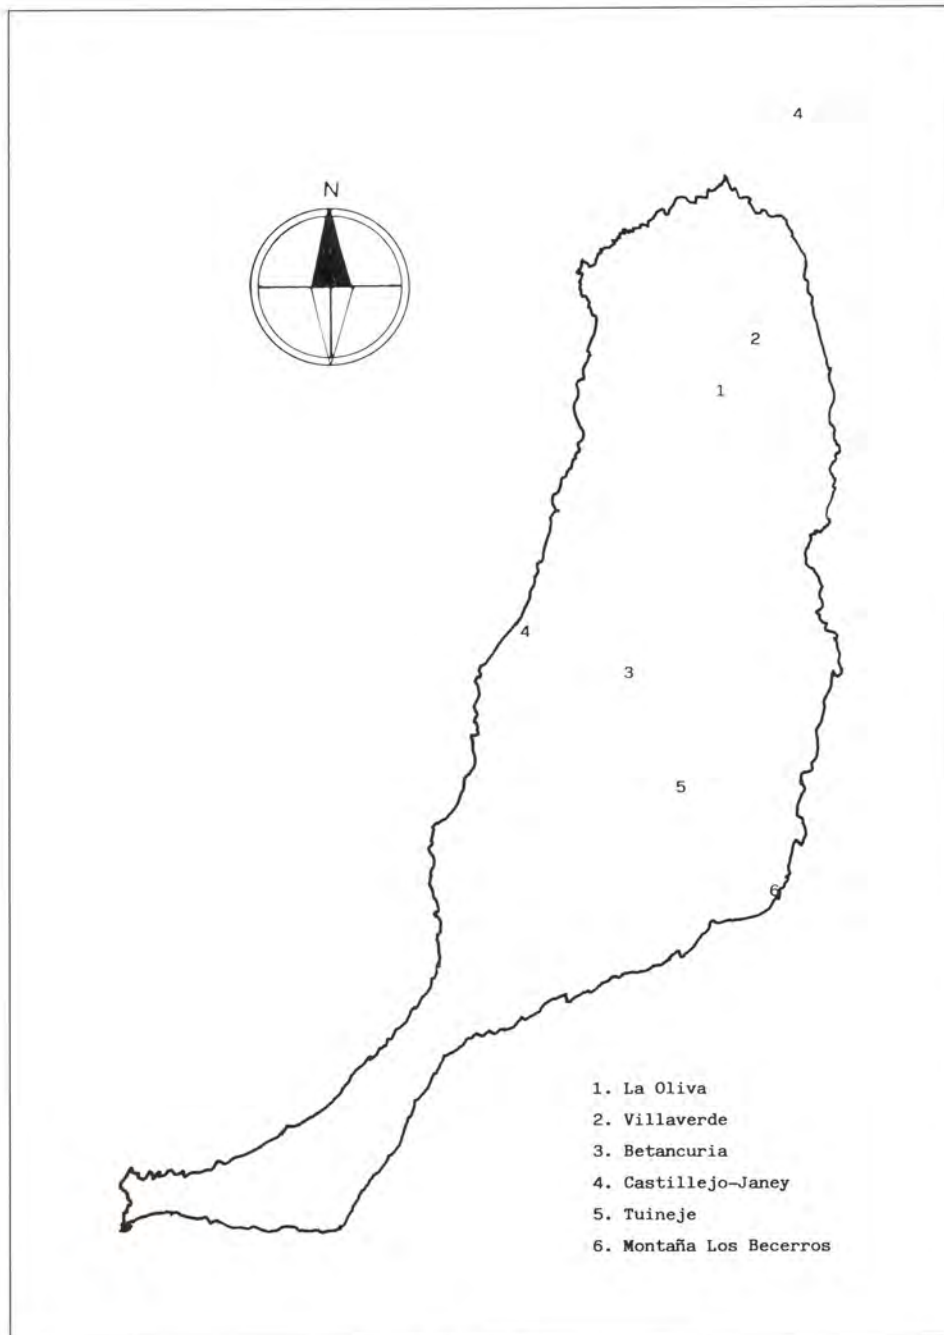 4
N
2
1
4
3
5
6
1. La Oliva
2. Villaverde
3. Betancuria
4. Castillejo-Janey
5. Tuineje
6. Montaña Los Becerros